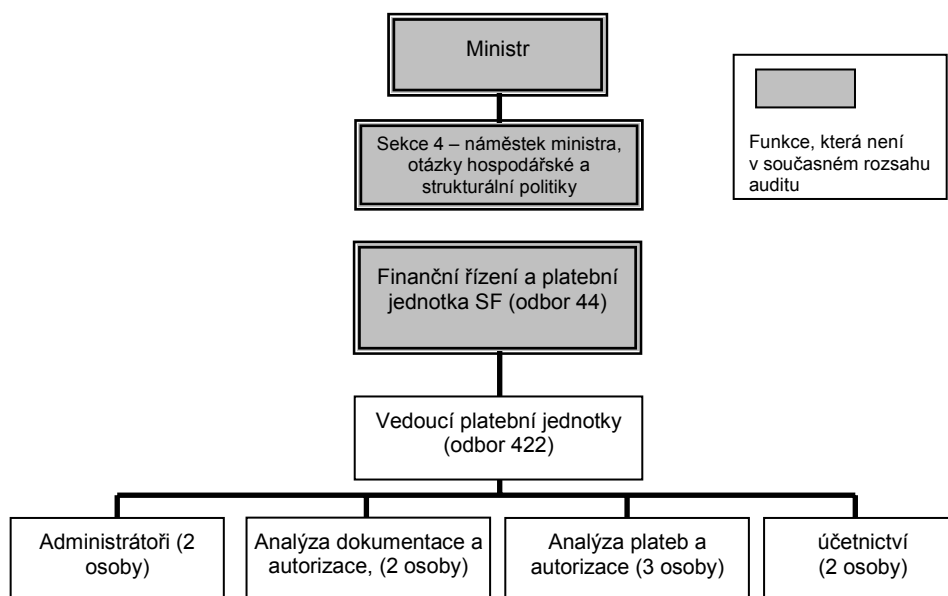 Ministr
Sekce 4 – náměstek ministra,
otázky hospodářské a
strukturální politiky
Funkce, která není
v současném rozsahu
auditu
Finanční řízení a platební
jednotka SF (odbor 44)
Vedoucí platební jednotky
(odbor 422)
Administrátoři (2
osoby)
Analýza dokumentace a
autorizace, (2 osoby)
Analýza plateb a
autorizace (3 osoby)
účetnictví
(2 osoby)